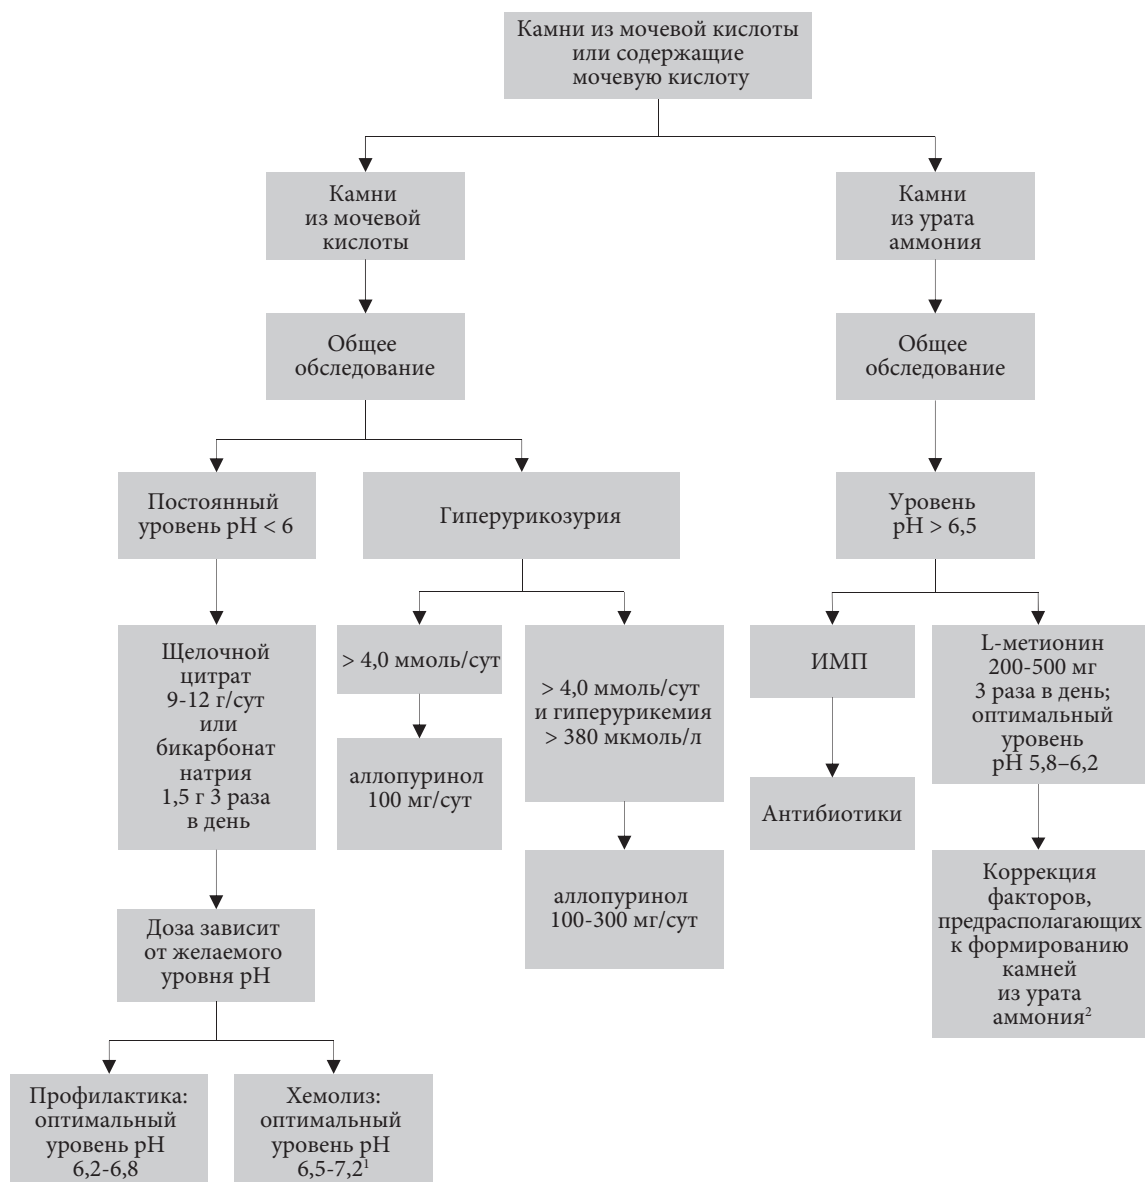 Камни из мочевой кислоты
или содержащие
мочевую кислоту
Камни
из мочевой
кислоты
Камни
из урата
аммония
Общее
обследование
Общее
обследование
Постоянный
уровень pH < 6
Гиперурикозурия
Уровень
pH > 6,5
Щелочной
цитрат
9-12 г/сут
или
бикарбонат
натрия
1,5 г 3 раза
в день
> 4,0 ммоль/сут
> 4,0 ммоль/сут
и гиперурикемия
> 380 мкмоль/л
ИМП
L-метионин
200-500 мг
3 раза в день;
оптимальный
уровень
pH 5,8–6,2
аллопуринол
100 мг/сут
Антибиотики
аллопуринол
100-300 мг/сут
Коррекция
факторов,
предрасполагающих
к формированию
камней
из урата
аммония²
Доза зависит
от желаемого
уровня pH
Профилактика:
оптимальный
уровень pH
6,2-6,8
Хемолиз:
оптимальный
уровень pH
6,5-7,2¹